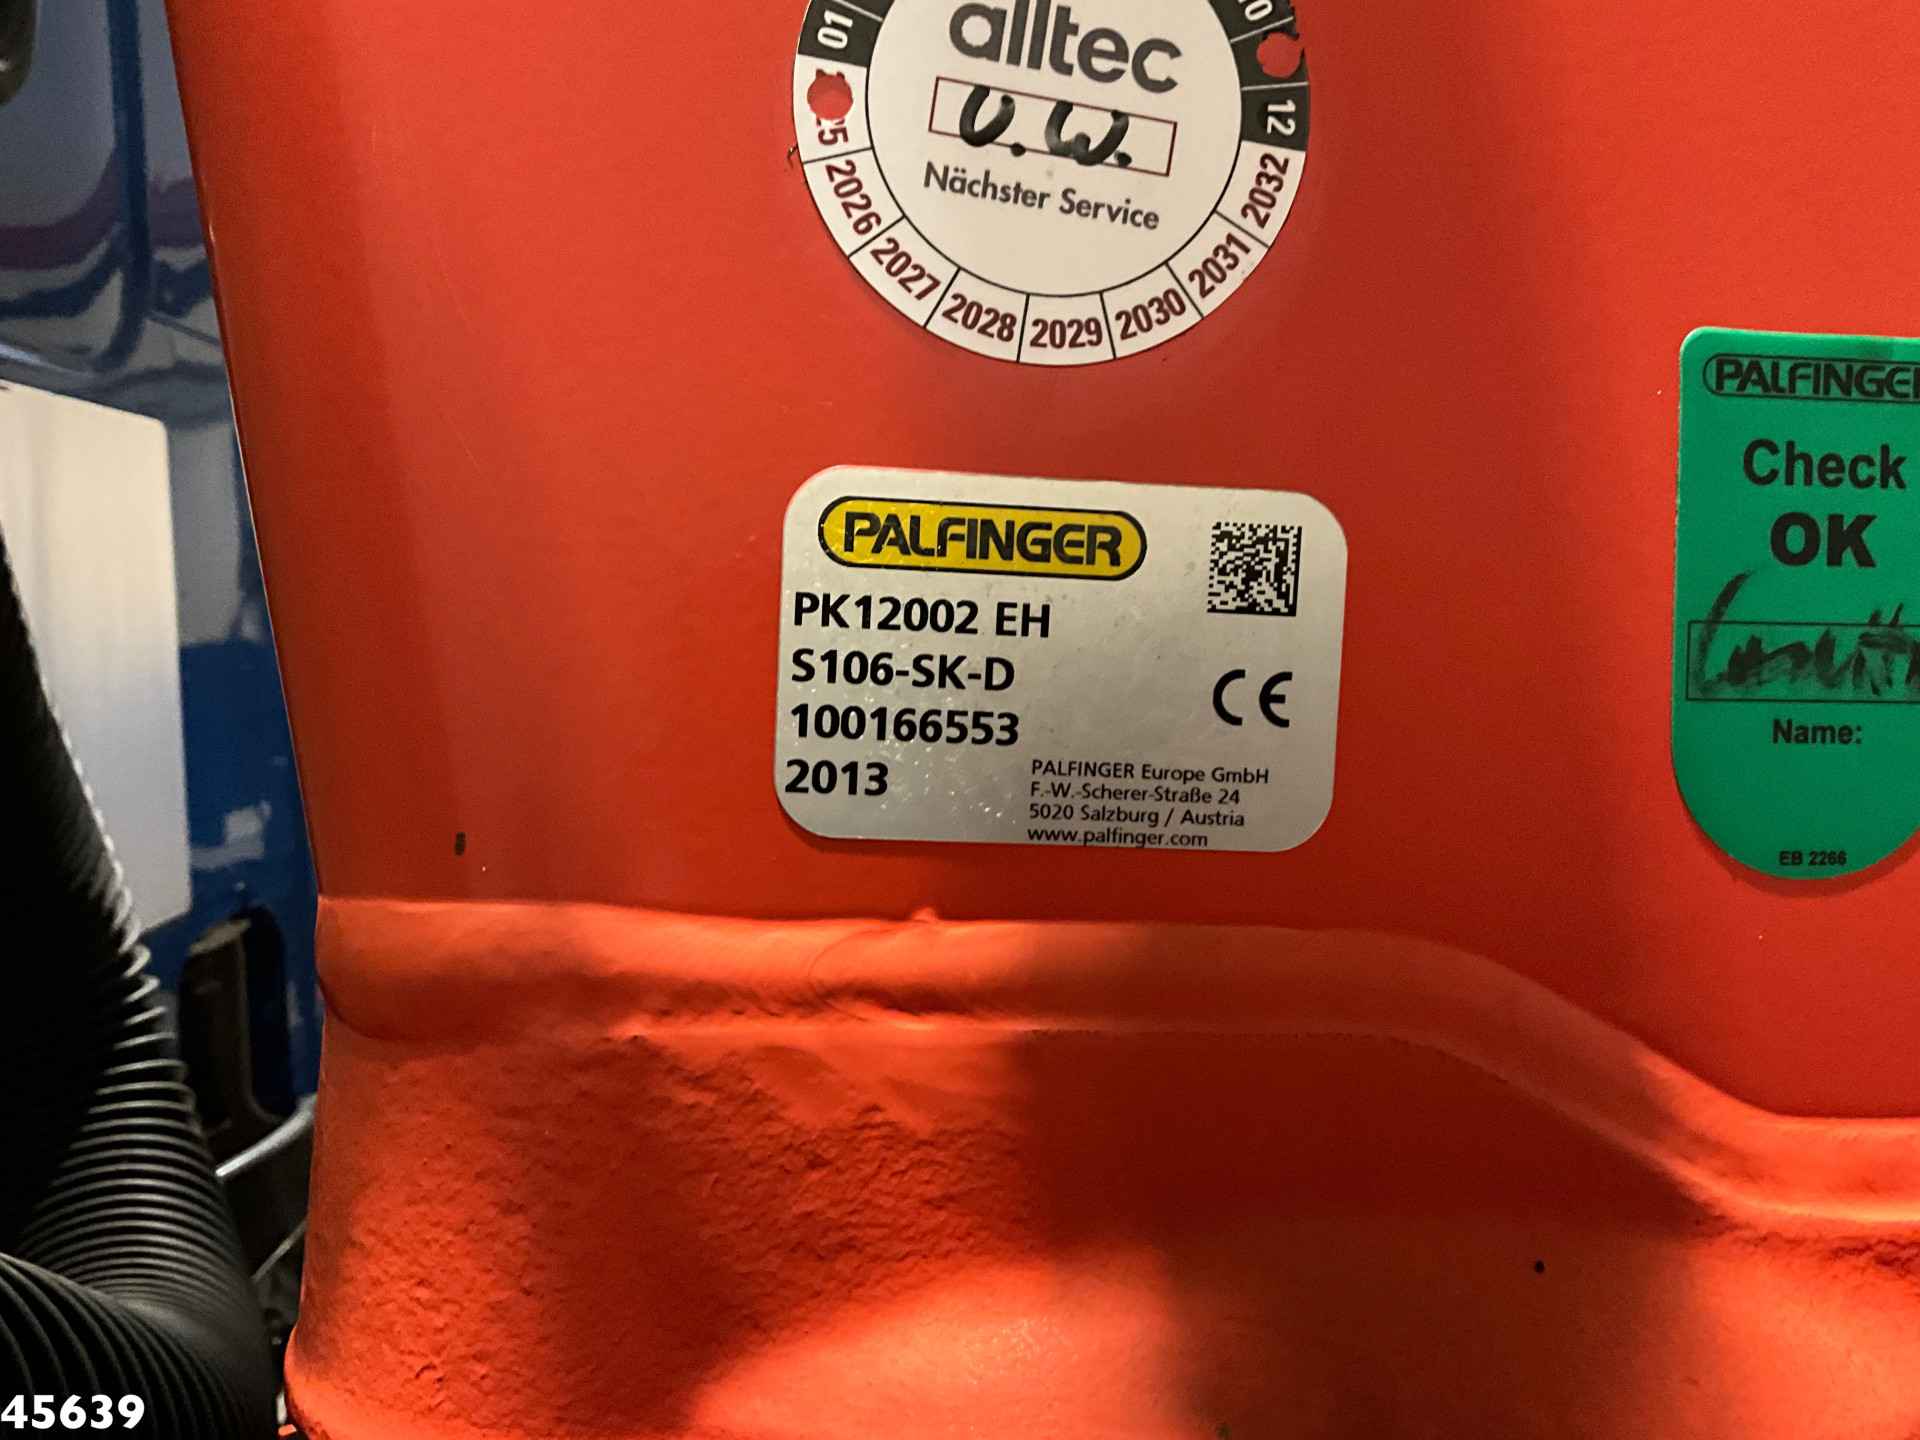 alltec
U.W.
Nächster Service
01
10
12
2026
2027
2028
2029
2030
2031
2032
PALFINGER
PK12002 EH
S106-SK-D
100166553
2013
CE
PALFINGER Europe GmbH
F.-W.-Scherer-Straße 24
5020 Salzburg / Austria
www.palfinger.com
PALFINGER
Check
OK
Name:
EB 2266
45639